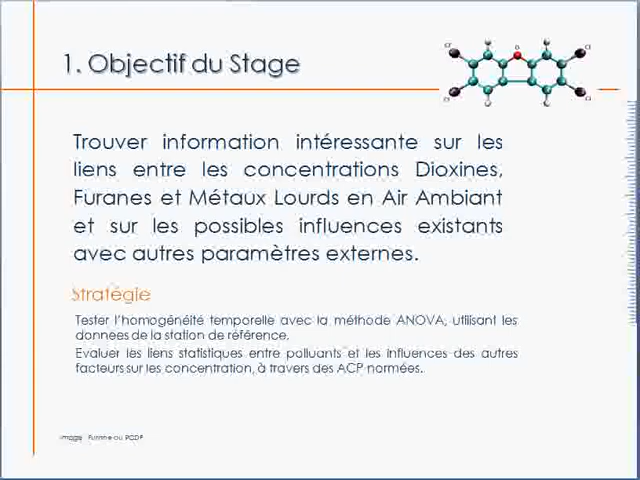 1. Objectif du Stage
Trouver information intéressante sur les
liens entre les concentrations Dioxines,
Furanes et Métaux Lourds en Air Ambiant
et sur les possibles influences existants
avec autres paramètres externes.
Stratégie
Tester l'homogénéité temporelle avec la méthode ANOVA, utilisant les
données de la station de référence.
Evaluer les liens statistiques entre polluants et les influences des autres
facteurs sur les concentration, à travers des ACP normées.
Image Furane ou PCDF